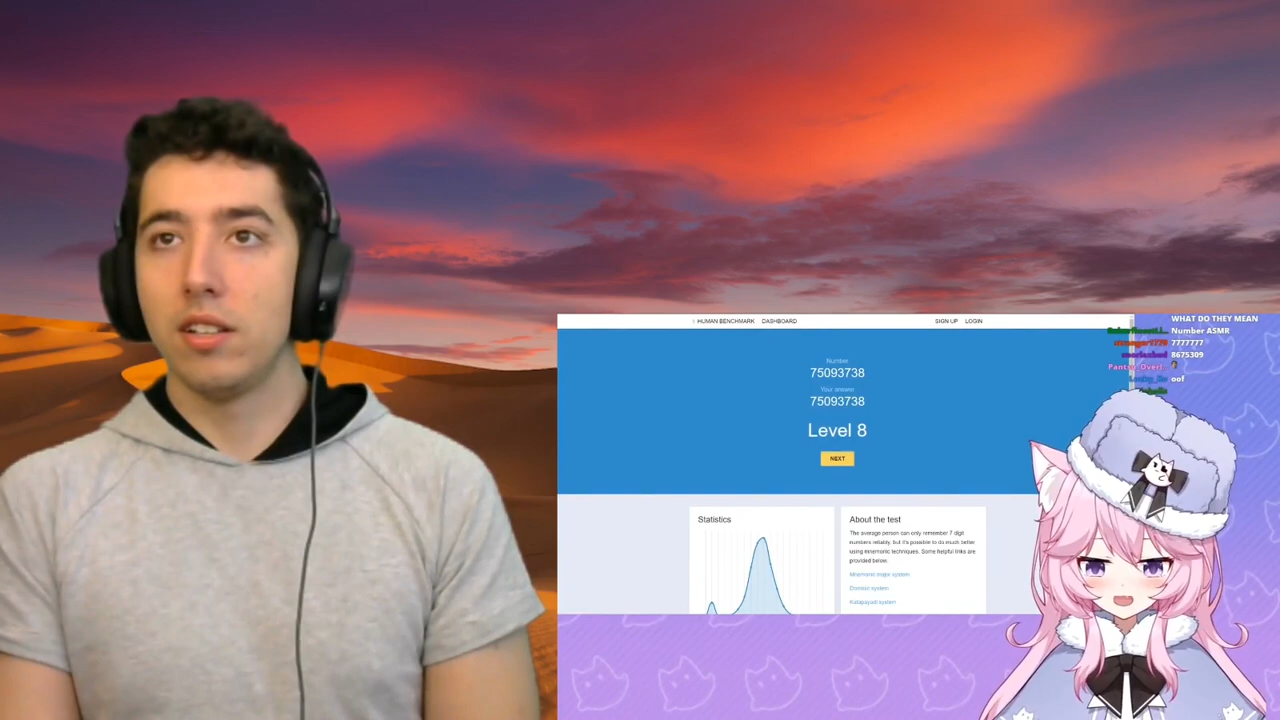 HUMAN BENCHMARK DASHBOARD SIGN UP LOGIN
Number
75093738
Your answer
75093738
Level 8
NEXT
Statistics
About the test
The average person can only remember 7 digit
numbers reliably, but it's possible to do much better
using mnemonic techniques. Some helpful links are
provided below.
Mnemonic major system
Dominic system
Katapayadi system
WHAT DO THEY MEAN
Number ASMR
7777777
8675309
oof